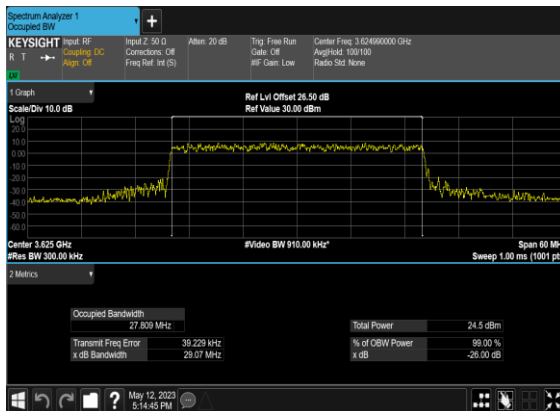 Spectrum Analyzer 1
Occupied BW
KEYSIGHT Input: RF Input Z: 50 Ω Atten: 20 dB Trig: Free Run Center Freq: 3.624990000 GHz
R T Coupling: DC Corrections: Off Gate: Off Avg|Hold: 100/100
Align: Off Freq Ref: Int (S) #IF Gain: Low Radio Std: None
1 Graph
Ref Lvl Offset 26.50 dB
Scale/Div 10.0 dB Ref Value 30.00 dBm
Log
20.0
10.0
0.00
-10.0
-20.0
-30.0
-40.0
-50.0
-60.0
Center 3.625 GHz #Video BW 910.00 kHz* Span 60 MH
#Res BW 300.00 kHz Sweep 1.00 ms (1001 pt
2 Metrics
Occupied Bandwidth
27.809 MHz Total Power 24.5 dBm
Transmit Freq Error 39.229 kHz % of OBW Power 99.00 %
x dB Bandwidth 29.07 MHz x dB -26.00 dB
May 12, 2023
5:14:45 PM